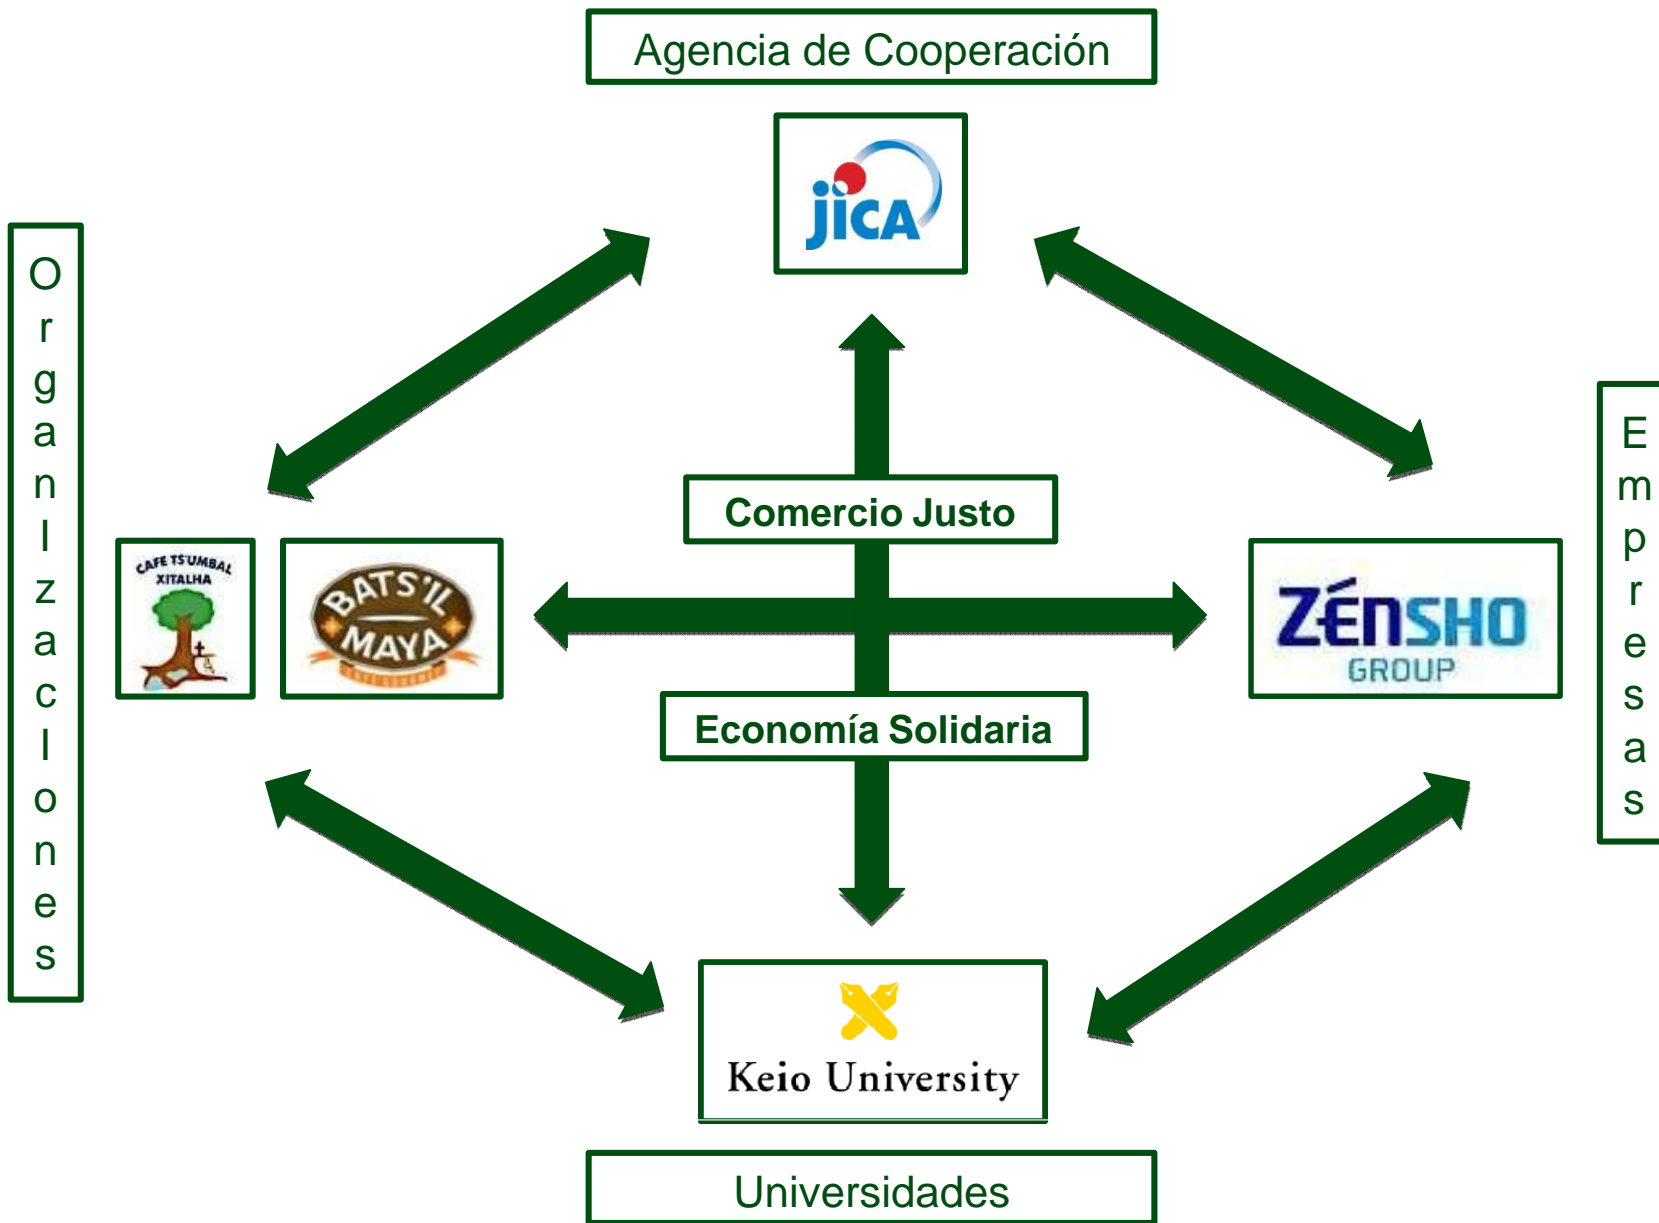 Agencia de Cooperación
jica
OrganIzacIones
Empresas
Comercio Justo
CAFE TS'UMBAL
XITALHA
BATS'IL
MAYA
ZÉNSHO
GROUP
Economía Solidaria
Keio University
Universidades